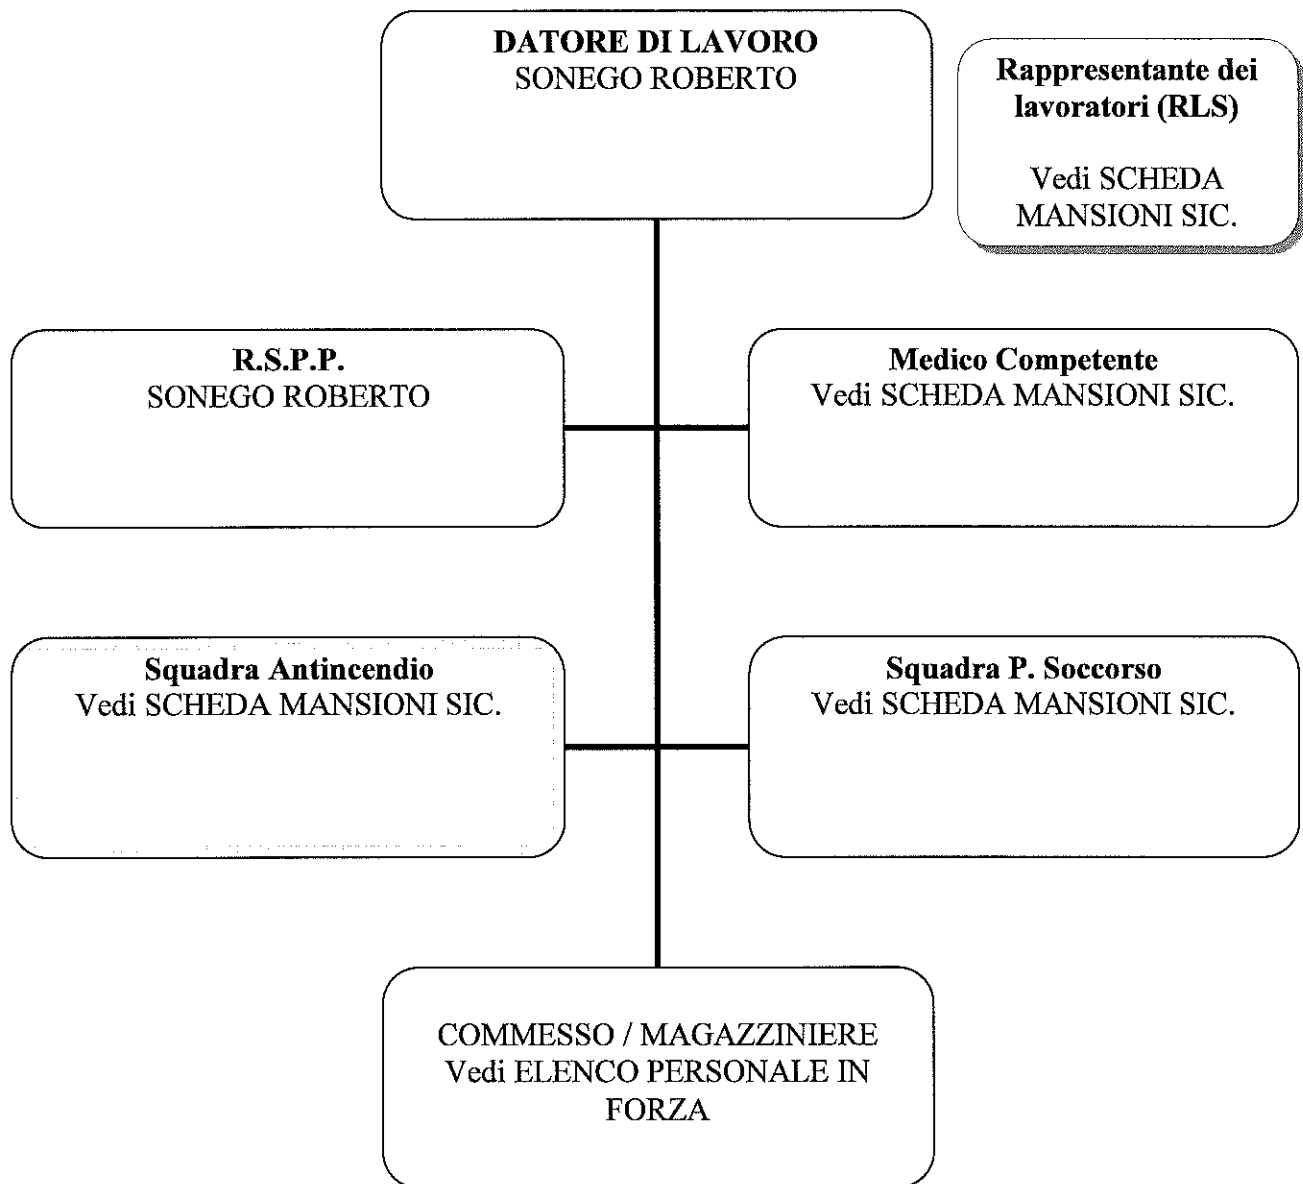 DATORE DI LAVORO
SONEGO ROBERTO
Rappresentante dei
lavoratori (RLS)
Vedi SCHEDA
MANSIONI SIC.
R.S.P.P.
SONEGO ROBERTO
Medico Competente
Vedi SCHEDA MANSIONI SIC.
Squadra Antincendio
Vedi SCHEDA MANSIONI SIC.
Squadra P. Soccorso
Vedi SCHEDA MANSIONI SIC.
COMMESSO / MAGAZZINIERE
Vedi ELENCO PERSONALE IN
FORZA